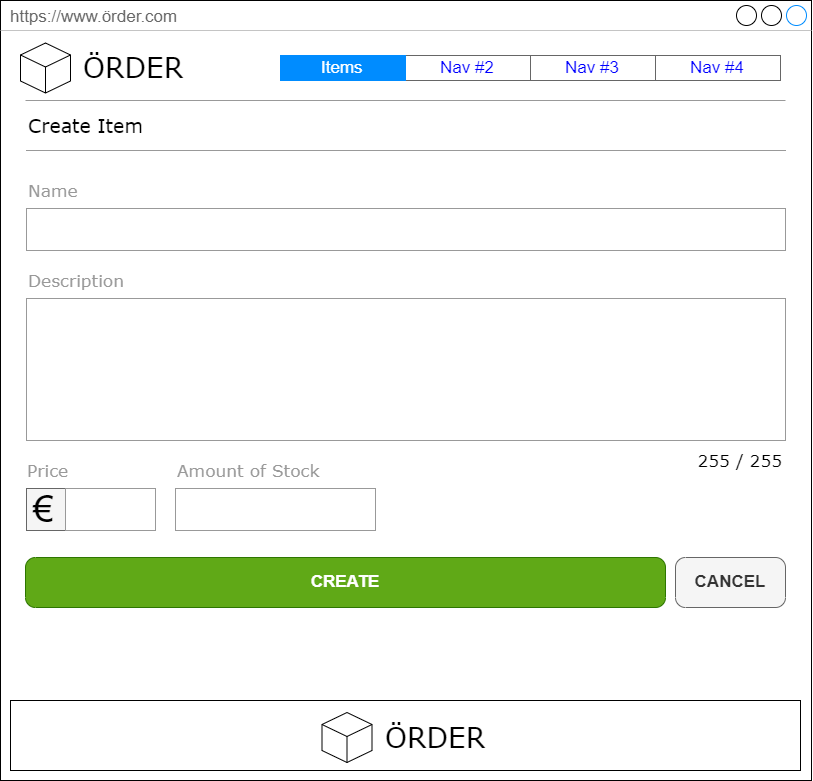 https://www.örder.com
ÖRDER
Items Nav #2 Nav #3 Nav #4
Create Item
Name
Description
255 / 255
Price Amount of Stock
€
CREATE CANCEL
ÖRDER